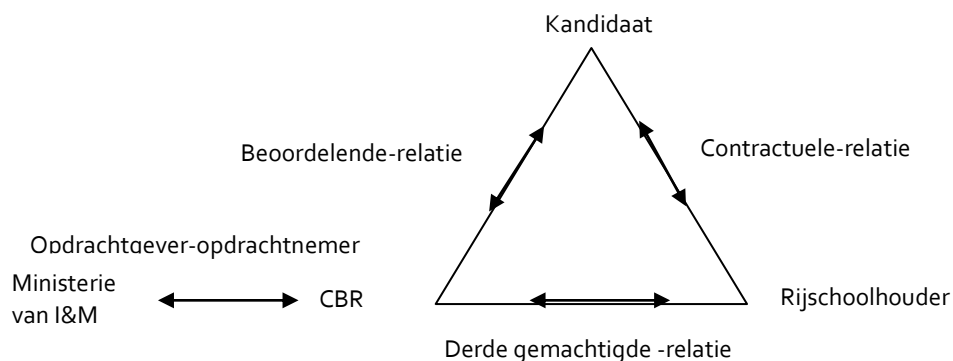 Kandidaat
Beoordelende-relatie
Contractuele-relatie
Opdrachtgever-opdrachtnemer
Ministerie
van I&M
CBR
Rijschoolhouder
Derde gemachtigde -relatie